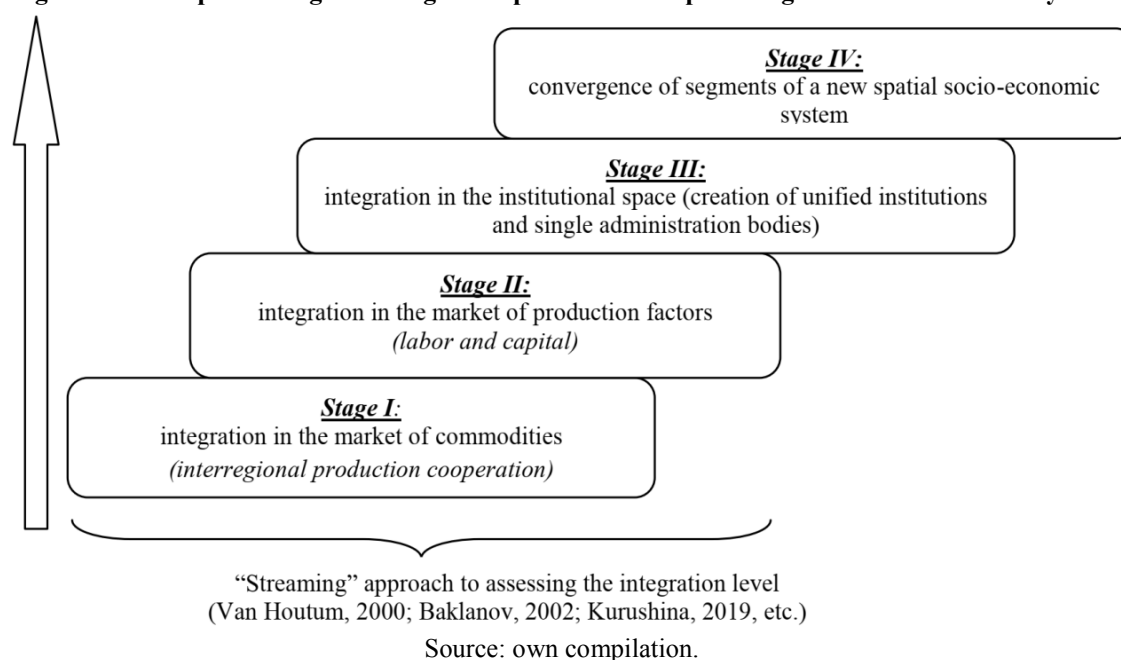 Stage IV:
convergence of segments of a new spatial socio-economic
system
Stage III:
integration in the institutional space (creation of unified institutions
and single administration bodies)
Stage II:
integration in the market of production factors
(labor and capital)
Stage I:
integration in the market of commodities
(interregional production cooperation)
“Streaming” approach to assessing the integration level
(Van Houtum, 2000; Baklanov, 2002; Kurushina, 2019, etc.)
Source: own compilation.